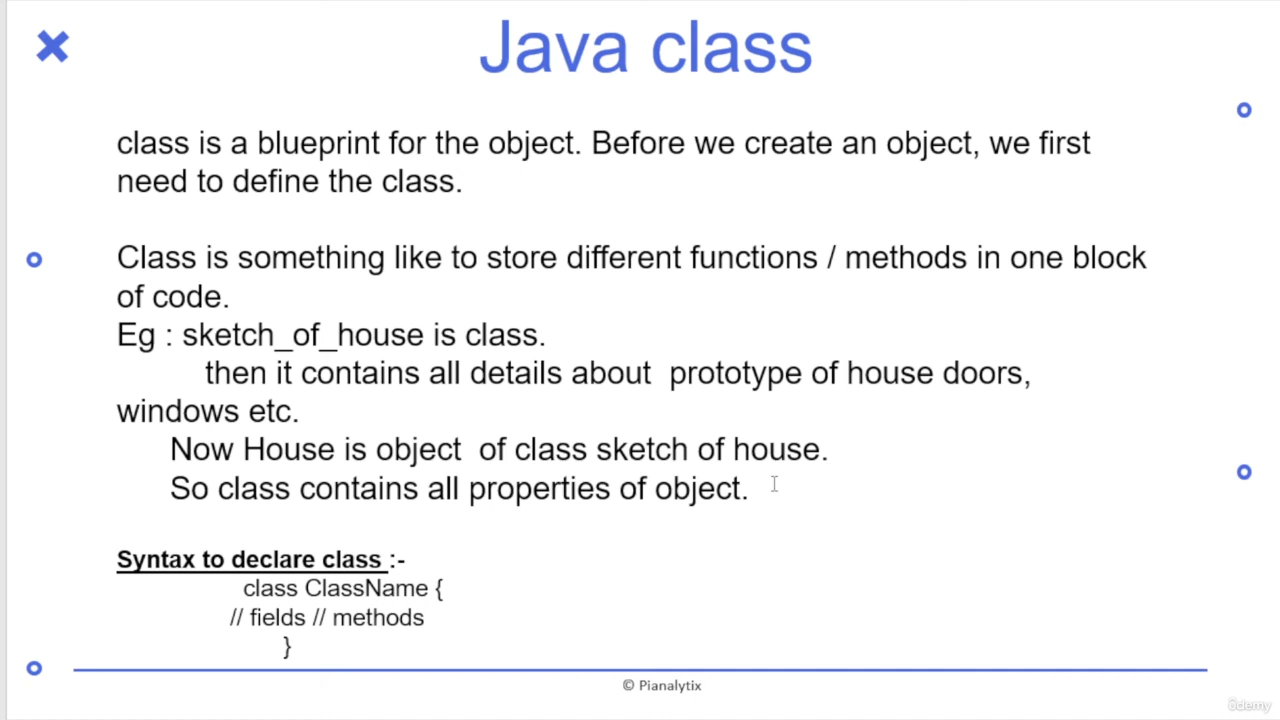 Java class
class is a blueprint for the object. Before we create an object, we first
need to define the class.
Class is something like to store different functions / methods in one block
of code.
Eg : sketch_of_house is class.
then it contains all details about  prototype of house doors,
windows etc.
Now House is object  of class sketch of house.
So class contains all properties of object.
Syntax to declare class :-
class ClassName {
// fields // methods
}
© Pianalytix
ûdemy